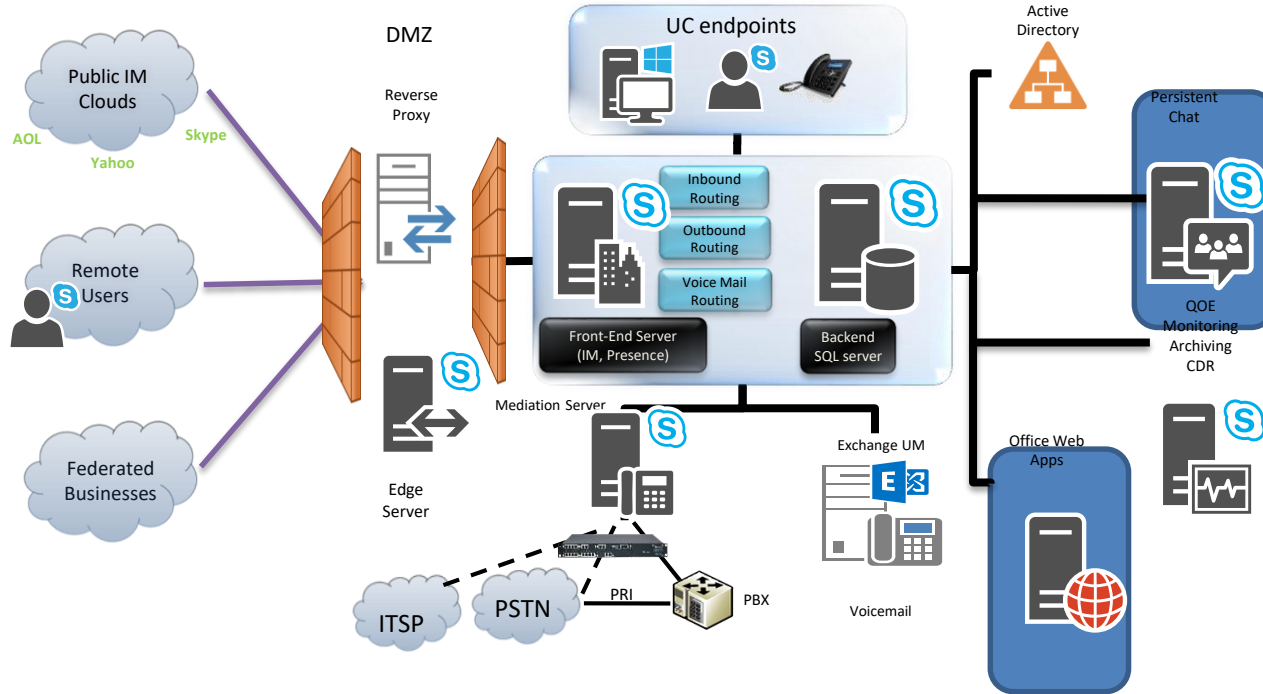 Public IM
Clouds
AOL
Skype
Yahoo
Remote
Users
S
Federated
Businesses
DMZ
Reverse
Proxy
S
Edge
Server
UC endpoints
S
S
Inbound
Routing
Outbound
Routing
Voice Mail
Routing
S
Front-End Server
(IM, Presence)
Backend
SQL server
Mediation Server
S
ITSP
PSTN
PRI
PBX
Exchange UM
E
Voicemail
Active
Directory
Persistent
Chat
S
QOE
Monitoring
Archiving
CDR
S
Office Web
Apps